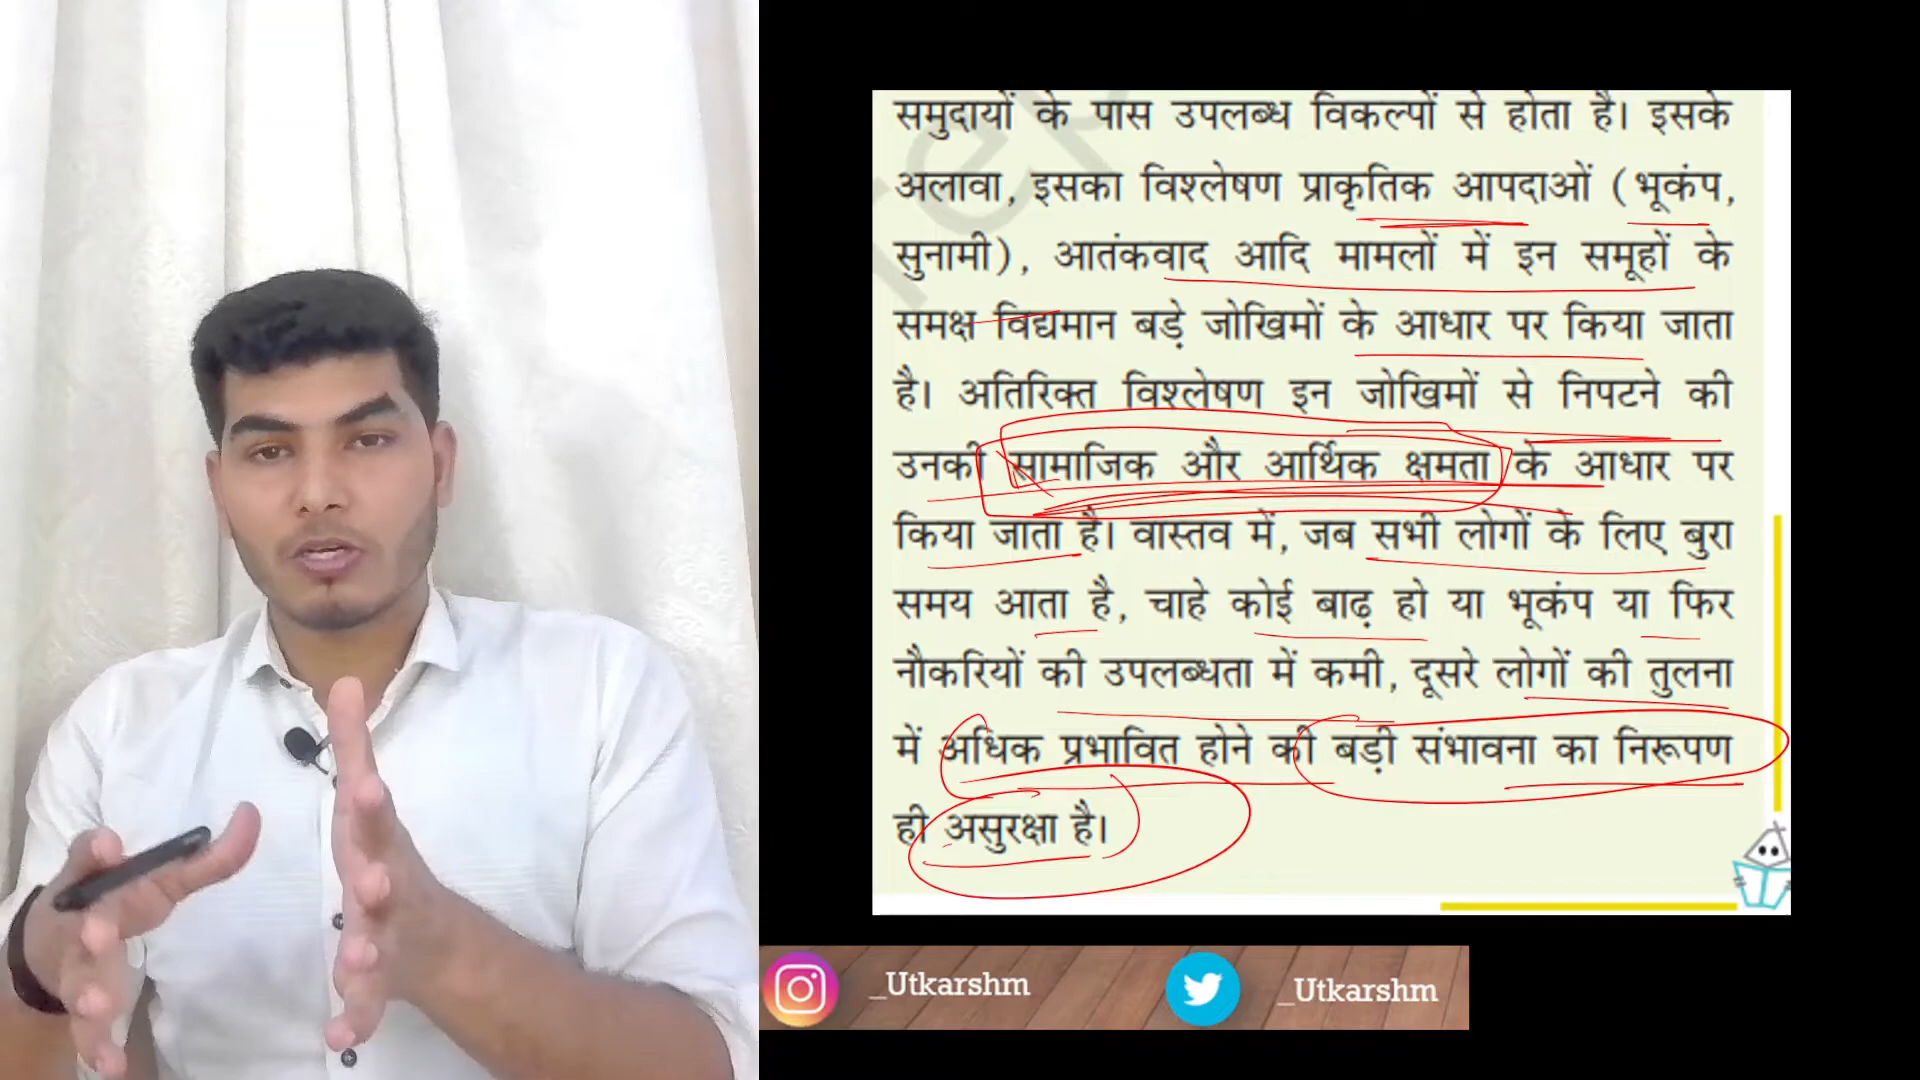 समुदायों के पास उपलब्ध विकल्पों से होता है। इसके
अलावा, इसका विश्लेषण प्राकृतिक आपदाओं (भूकंप,
सुनामी), आतंकवाद आदि मामलों में इन समूहों के
समक्ष विद्यमान बड़े जोखिमों के आधार पर किया जाता
है। अतिरिक्त विश्लेषण इन जोखिमों से निपटने की
उनकी सामाजिक और आर्थिक क्षमता के आधार पर
किया जाता है। वास्तव में, जब सभी लोगों के लिए बुरा
समय आता है, चाहे कोई बाढ़ हो या भूकंप या फिर
नौकरियों की उपलब्धता में कमी, दूसरे लोगों की तुलना
में अधिक प्रभावित होने की बड़ी संभावना का निरूपण
ही असुरक्षा है।
_Utkarshm
_Utkarshm